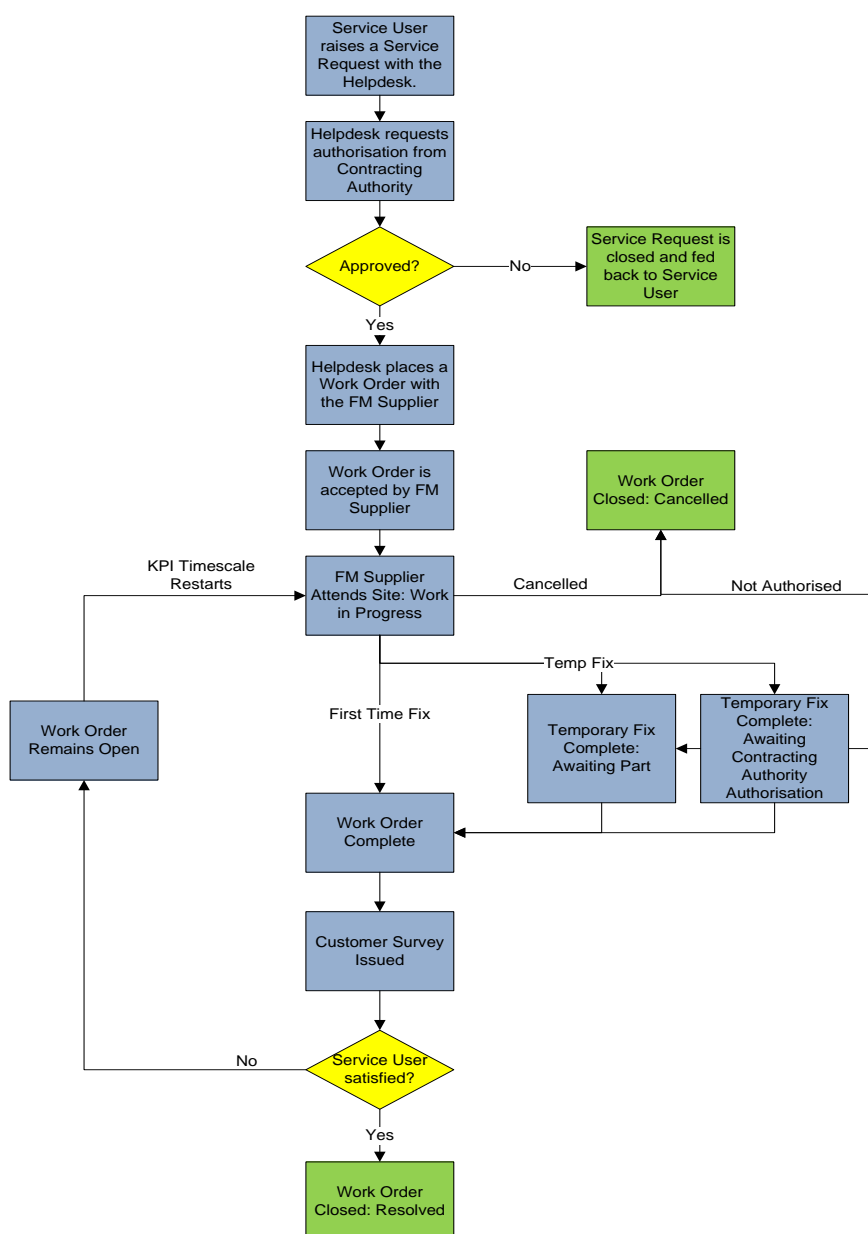 Service User
raises a Service
Request with the
Helpdesk.
Helpdesk requests
authorisation from
Contracting
Authority
Approved?
No
Service Request is
closed and fed
back to Service
User
Yes
Helpdesk places a
Work Order with
the FM Supplier
Work Order is
accepted by FM
Supplier
Work Order
Closed: Cancelled
KPI Timescale
Restarts
FM Supplier
Attends Site: Work
in Progress
Cancelled
Not Authorised
Temp Fix
First Time Fix
Work Order
Remains Open
Temporary Fix
Complete:
Awaiting Part
Temporary Fix
Complete:
Awaiting
Contracting
Authority
Authorisation
Work Order
Complete
Customer Survey
Issued
Service User
satisfied?
No
Yes
Work Order
Closed: Resolved